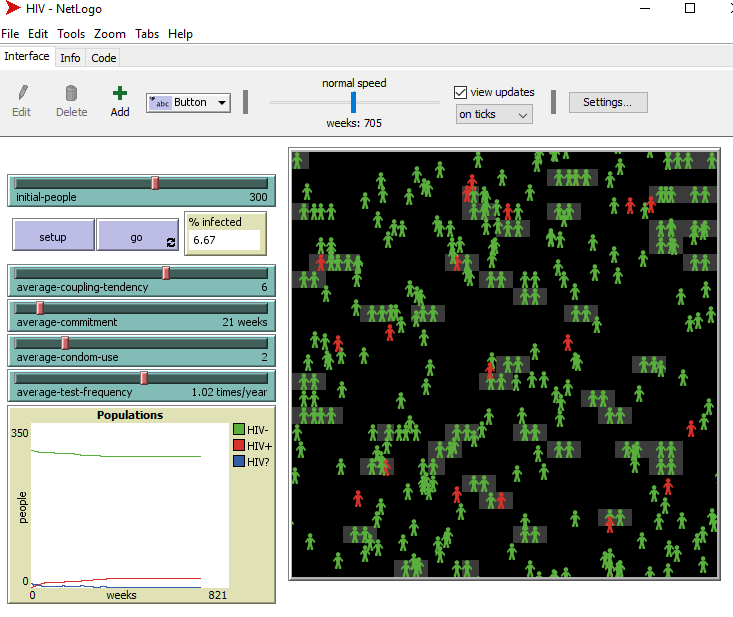 HIV - NetLogo
File Edit Tools Zoom Tabs Help
Interface Info Code
normal speed
view updates
Edit Delete Add abc Button on ticks Settings...
weeks: 705
initial-people 300
setup go % infected
6.67
average-coupling-tendency 6
average-commitment 21 weeks
average-condom-use 2
average-test-frequency 1.02 times/year
Populations
350 HIV-
HIV+
HIV?
people
0
0 weeks 821